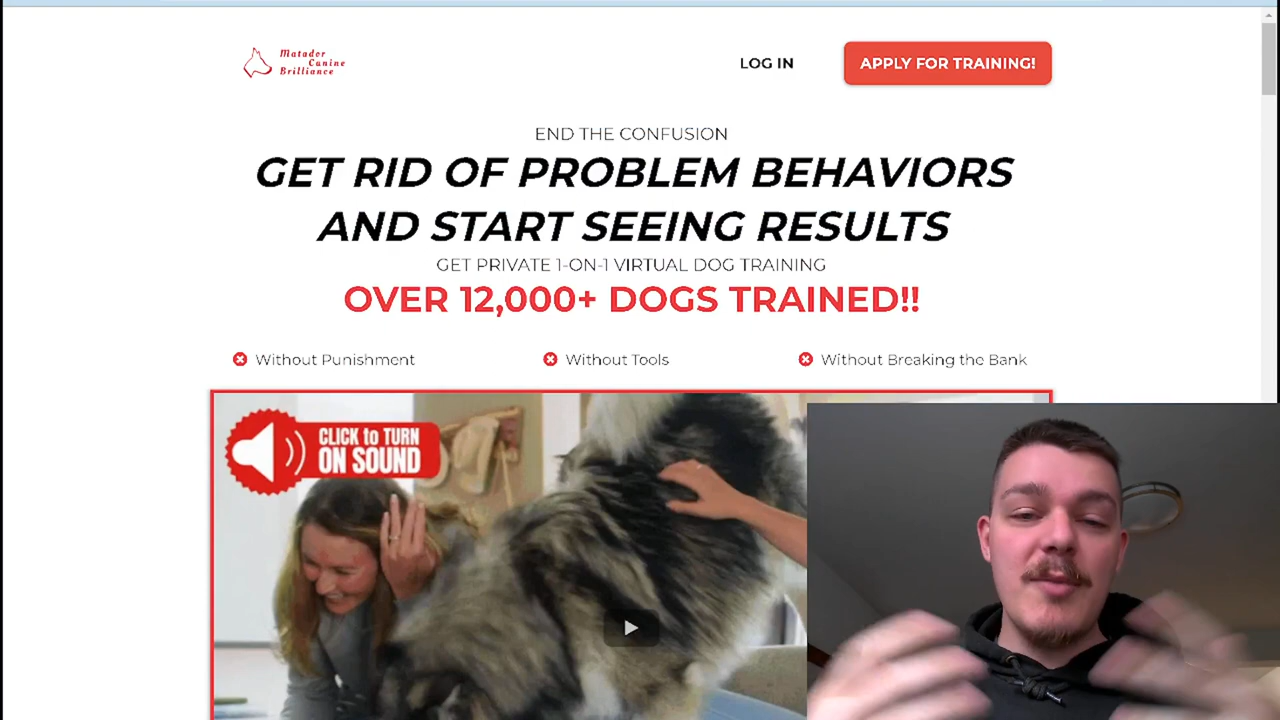 Matador
Canine
Brilliance
LOG IN
APPLY FOR TRAINING!
END THE CONFUSION
GET RID OF PROBLEM BEHAVIORS
AND START SEEING RESULTS
GET PRIVATE 1-ON-1 VIRTUAL DOG TRAINING
OVER 12,000+ DOGS TRAINED!!
Without Punishment
Without Tools
Without Breaking the Bank
CLICK to TURN
ON SOUND